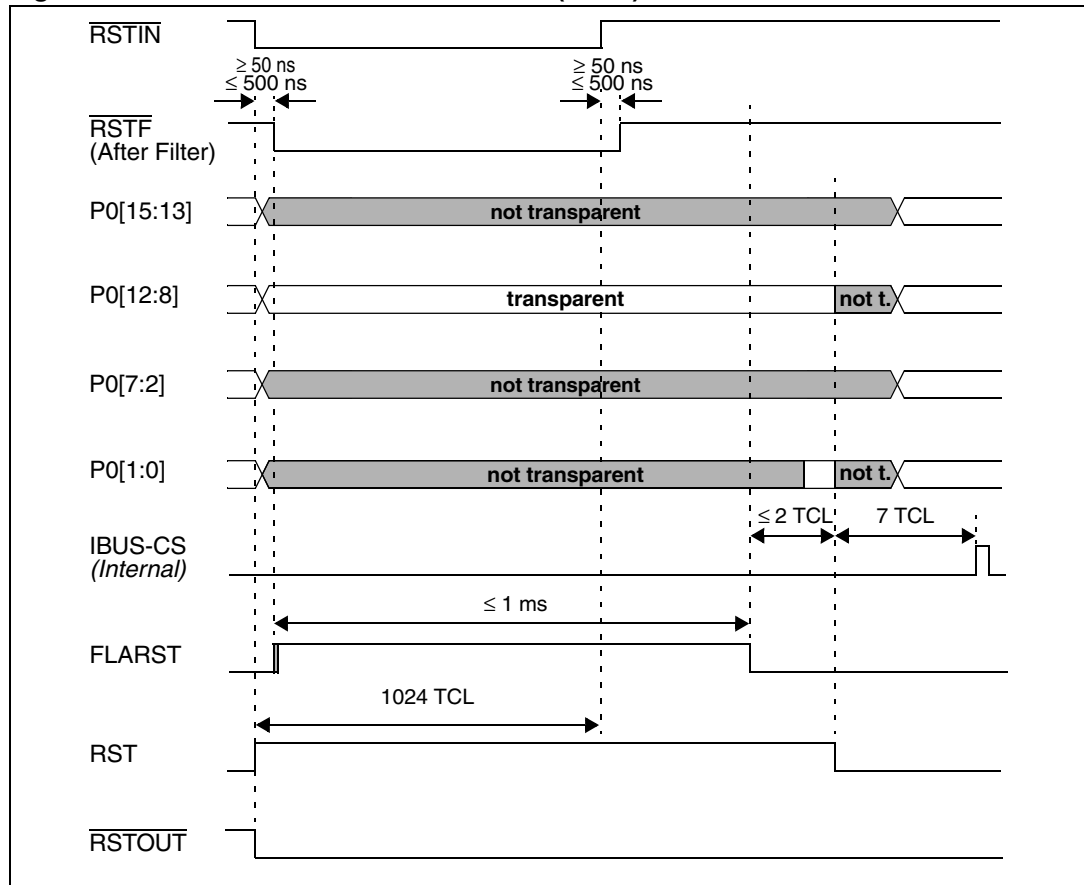 RSTIN
≥ 50 ns ≥ 50 ns
≤ 500 ns ≤ 500 ns
RSTF
(After Filter)
P0[15:13] not transparent
P0[12:8] transparent not t.
P0[7:2] not transparent
P0[1:0] not transparent not t.
≤ 2 TCL 7 TCL
IBUS-CS
(Internal)
≤ 1 ms
FLARST
1024 TCL
RST
RSTOUT